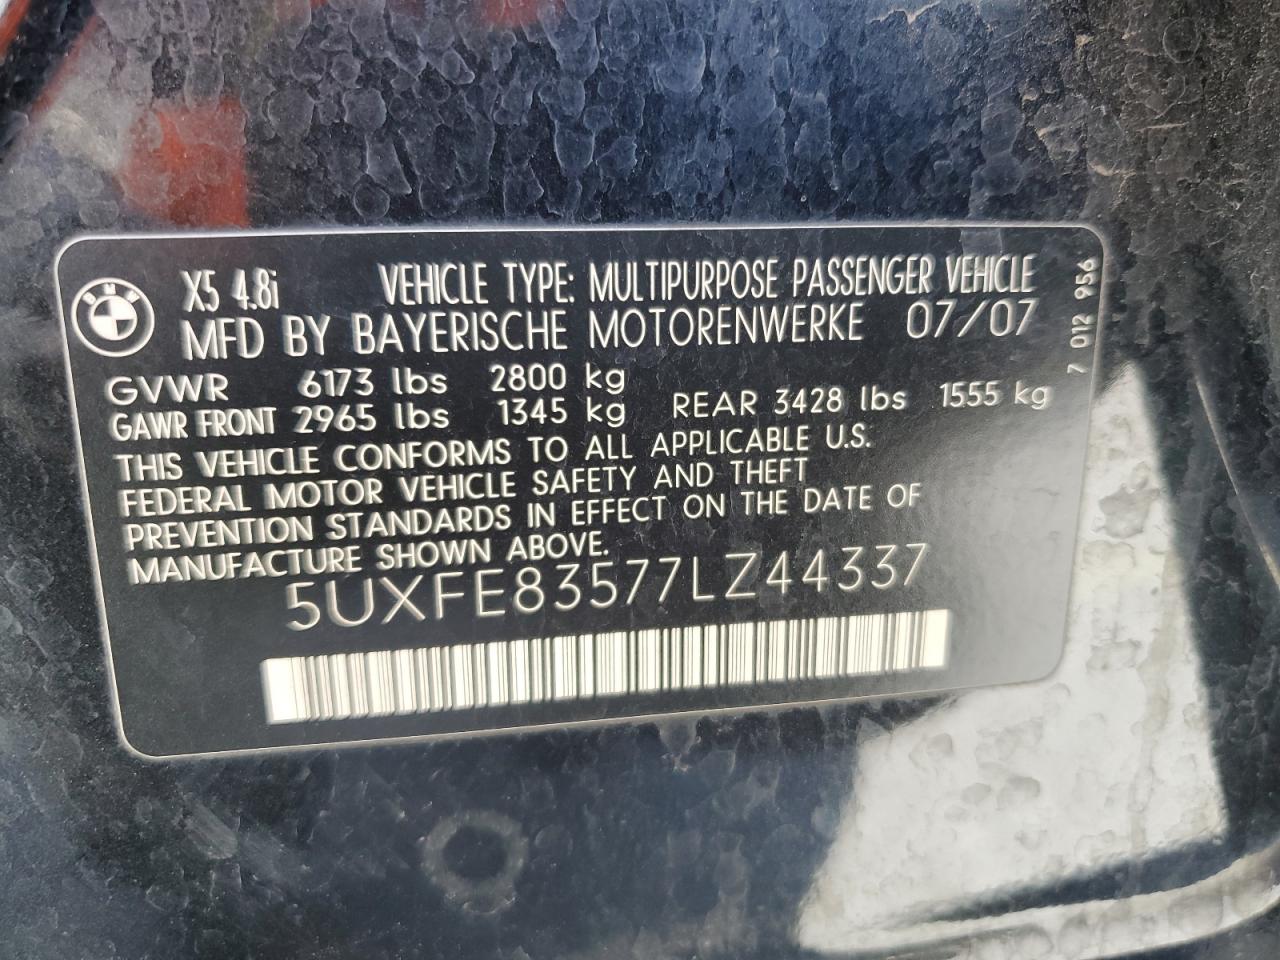 BMW
X5 4.8i VEHICLE TYPE: MULTIPURPOSE PASSENGER VEHICLE
MFD BY BAYERISCHE MOTORENWERKE 07/07
GVWR 6173 lbs 2800 kg
GAWR FRONT 2965 lbs 1345 kg REAR 3428 lbs 1555 kg
THIS VEHICLE CONFORMS TO ALL APPLICABLE U.S.
FEDERAL MOTOR VEHICLE SAFETY AND THEFT
PREVENTION STANDARDS IN EFFECT ON THE DATE OF
MANUFACTURE SHOWN ABOVE.
5UXFE83577LZ44337
7 012 956